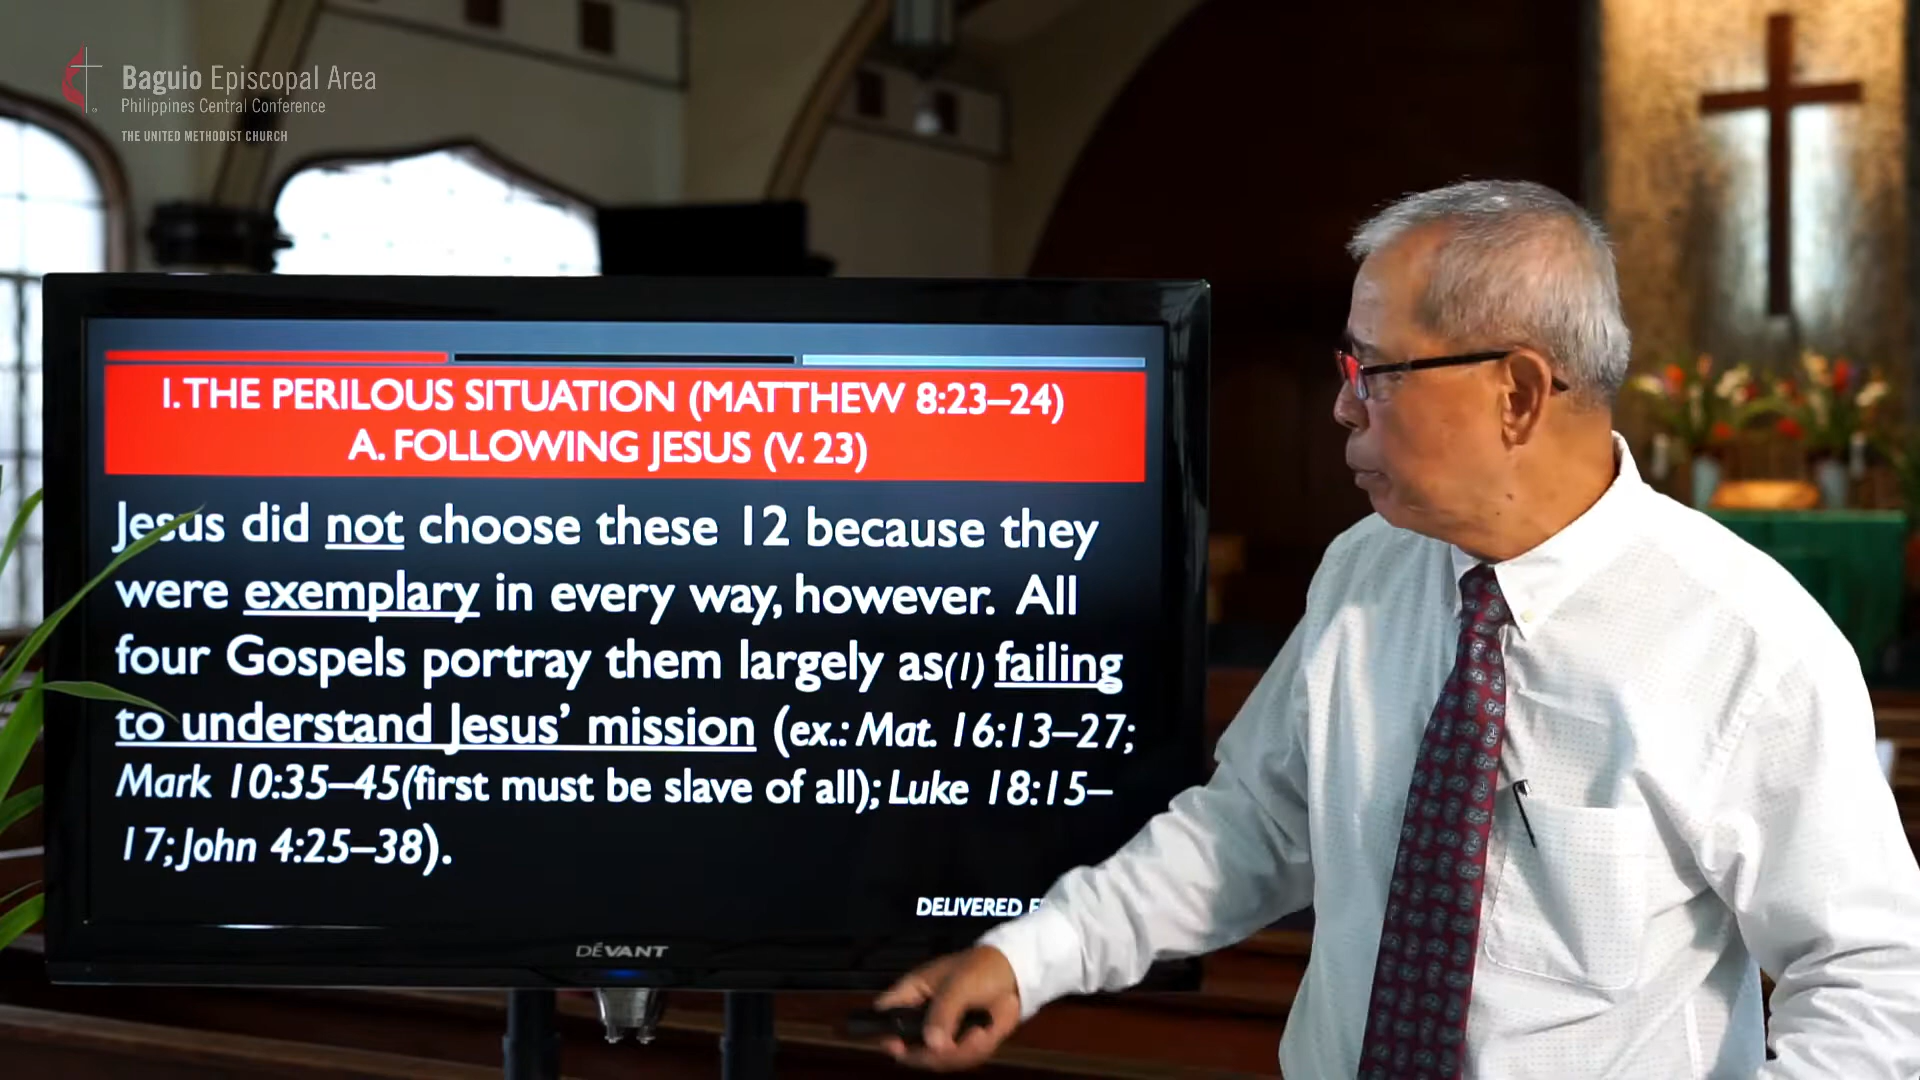 Baguio Episcopal Area
Philippines Central Conference
THE UNITED METHODIST CHURCH
I. THE PERILOUS SITUATION (MATTHEW 8:23–24)
A. FOLLOWING JESUS (V. 23)
Jesus did not choose these 12 because they
were exemplary in every way, however. All
four Gospels portray them largely as(1) failing
to understand Jesus’ mission (ex.: Mat. 16:13–27;
Mark 10:35–45(first must be slave of all); Luke 18:15–
17; John 4:25–38).
DELIVERED
DEVANT